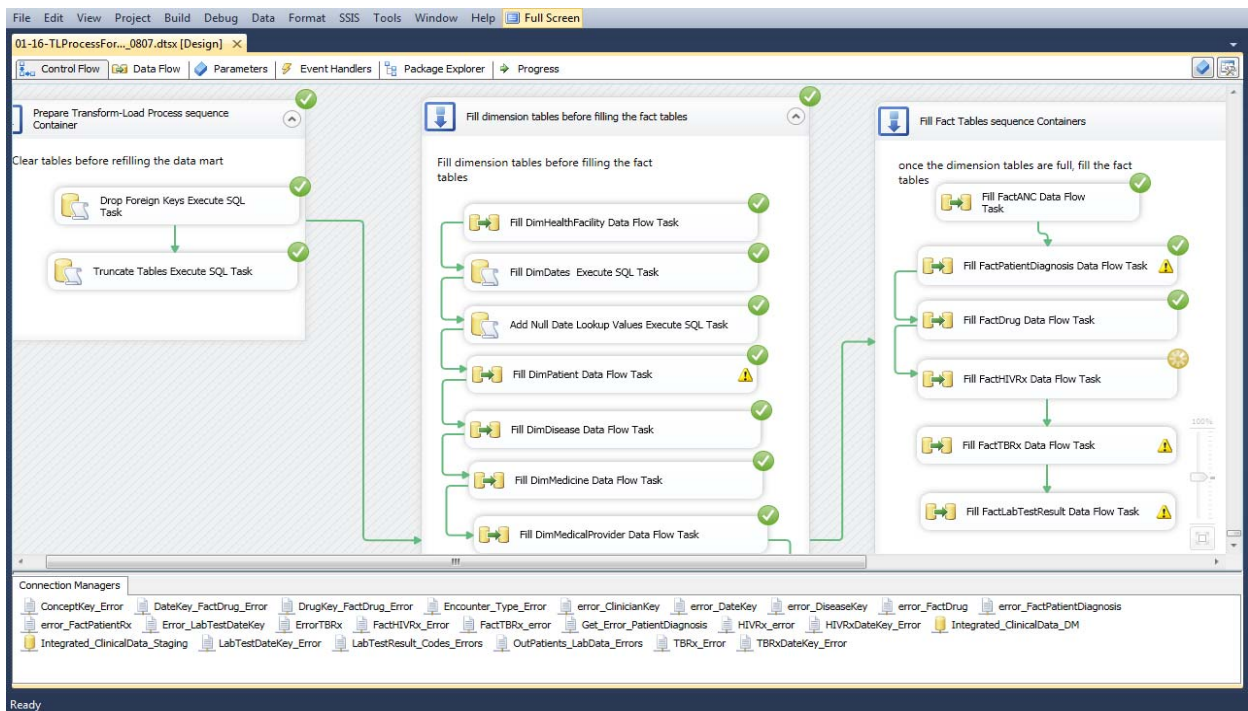 File Edit View Project Build Debug Data Format SSIS Tools Window Help Full Screen
01-16-TLProcessFor..._0807.dtsx [Design]
Control Flow Data Flow Parameters Event Handlers Package Explorer Progress
Prepare Transform-Load Process sequence
Container
Clear tables before refilling the data mart
Drop Foreign Keys Execute SQL
Task
Truncate Tables Execute SQL Task
Fill dimension tables before filling the fact tables
Fill dimension tables before filling the fact
tables
Fill DimHealthFacility Data Flow Task
Fill DimDates Execute SQL Task
Add Null Date Lookup Values Execute SQL Task
Fill DimPatient Data Flow Task
Fill DimDisease Data Flow Task
Fill DimMedicine Data Flow Task
Fill DimMedicalProvider Data Flow Task
Fill Fact Tables sequence Containers
once the dimension tables are full, fill the fact
tables
Fill FactANC Data Flow
Task
Fill FactPatientDiagnosis Data Flow Task
Fill FactDrug Data Flow Task
Fill FactHIVRx Data Flow Task
Fill FactTBRx Data Flow Task
Fill FactLabTestResult Data Flow Task
100%
Connection Managers
ConceptKey_Error DateKey_FactDrug_Error DrugKey_FactDrug_Error Encounter_Type_Error error_ClinicianKey error_DateKey error_DiseaseKey error_FactDrug error_FactPatientDiagnosis
error_FactPatientRx Error_LabTestDateKey ErrorTBRx FactHIVRx_Error FactTBRx_error Get_Error_PatientDiagnosis HIVRx_error HIVRxDateKey_Error Integrated_ClinicalData_DM
Integrated_ClinicalData_Staging LabTestDateKey_Error LabTestResult_Codes_Errors OutPatients_LabData_Errors TBRx_Error TBRxDateKey_Error
Ready